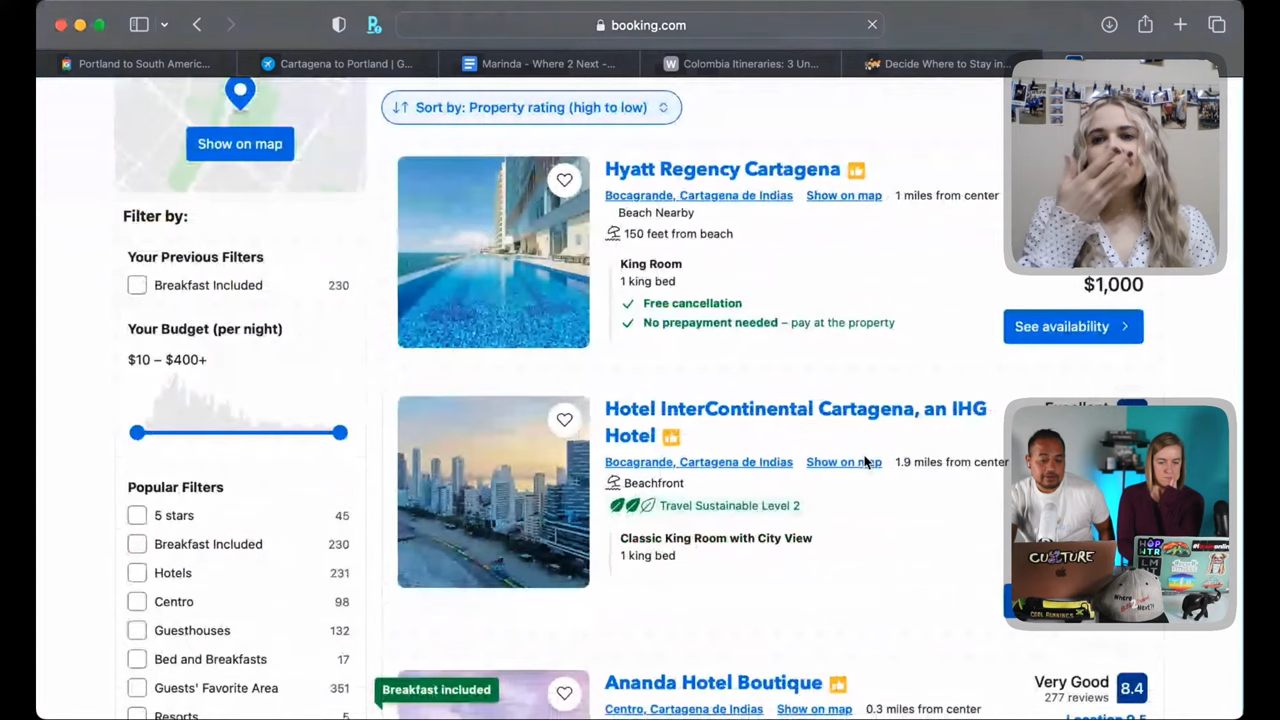 booking.com
Portland to South Americ...
Cartagena to Portland | G...
Marinda - Where 2 Next -...
Colombia Itineraries: 3 Un...
Decide Where to Stay in...
Show on map
Sort by: Property rating (high to low)
Filter by:
Your Previous Filters
Breakfast Included 230
Your Budget (per night)
$10 – $400+
Popular Filters
5 stars 45
Breakfast Included 230
Hotels 231
Centro 98
Guesthouses 132
Bed and Breakfasts 17
Guests' Favorite Area 351
Resorts 5
Hyatt Regency Cartagena
Bocagrande, Cartagena de Indias Show on map 1 miles from center
Beach Nearby
150 feet from beach
King Room
1 king bed
Free cancellation
No prepayment needed – pay at the property
$1,000
See availability
Hotel InterContinental Cartagena, an IHG
Hotel
Bocagrande, Cartagena de Indias Show on map 1.9 miles from center
Beachfront
Travel Sustainable Level 2
Classic King Room with City View
1 king bed
Excellent
CULTURE
Breakfast included
Ananda Hotel Boutique
Centro, Cartagena de Indias Show on map 0.3 miles from center
Very Good 8.4
277 reviews